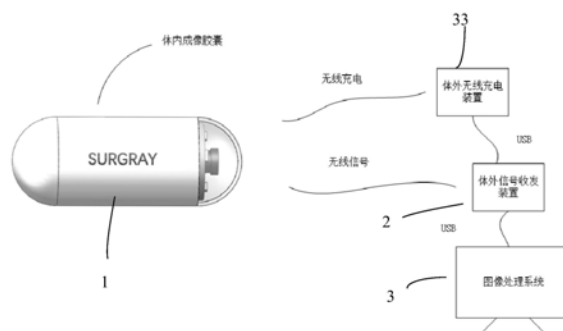 体内成像胶囊
33
无线充电
体外无线充电
装置
SURGRAY
USB
无线信号
体外信号收发
装置
2
USB
1
3
图像处理系统